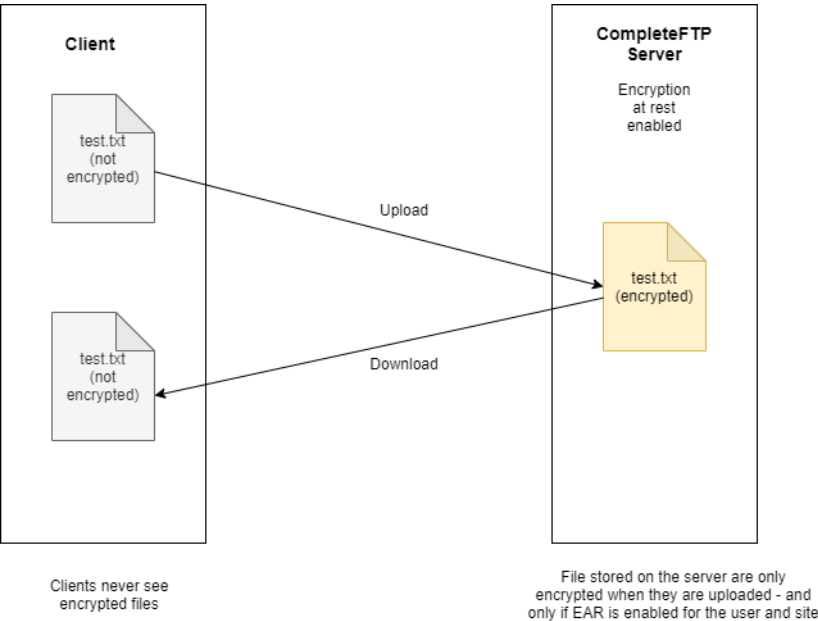 Client
test.txt
(not
encrypted)
Upload
test.txt
(not
encrypted)
Download
Clients never see
encrypted files
CompleteFTP
Server
Encryption
at rest
enabled
test.txt
(encrypted)
File stored on the server are only
encrypted when they are uploaded - and
only if EAR is enabled for the user and site